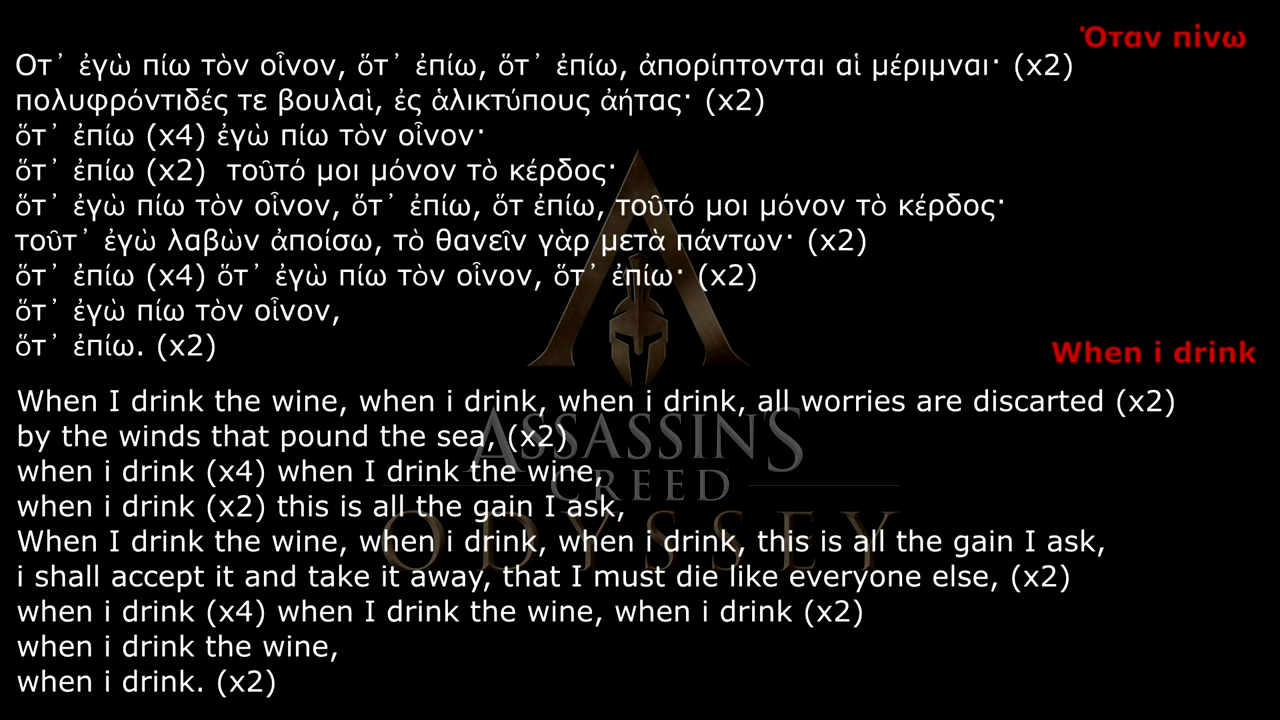 Ὅταν πίνω
Οτ᾽ ἐγὼ πίω τὸν οἶνον, ὅτ᾽ ἐπίω, ὅτ᾽ ἐπίω, ἀπορίπτονται αἱ μέριμναι· (x2)
πολυφρόντιδές τε βουλαὶ, ἐς ἁλικτύπους ἀήτας· (x2)
ὅτ᾽ ἐπίω (x4) ἐγὼ πίω τὸν οἶνον·
ὅτ᾽ ἐπίω (x2) τοῦτό μοι μόνον τὸ κέρδος·
ὅτ᾽ ἐγὼ πίω τὸν οἶνον, ὅτ᾽ ἐπίω, ὅτ ἐπίω, τοῦτό μοι μόνον τὸ κέρδος·
τοῦτ᾽ ἐγὼ λαβὼν ἀποίσω, τὸ θανεῖν γὰρ μετὰ πάντων· (x2)
ὅτ᾽ ἐπίω (x4) ὅτ᾽ ἐγὼ πίω τὸν οἶνον, ὅτ᾽ ἐπίω· (x2)
ὅτ᾽ ἐγὼ πίω τὸν οἶνον,
ὅτ᾽ ἐπίω. (x2)
When i drink
When I drink the wine, when i drink, when i drink, all worries are discarted (x2)
by the winds that pound the sea, (x2)
when i drink (x4) when I drink the wine,
when i drink (x2) this is all the gain I ask,
When I drink the wine, when i drink, when i drink, this is all the gain I ask,
i shall accept it and take it away, that I must die like everyone else, (x2)
when i drink (x4) when I drink the wine, when i drink (x2)
when i drink the wine,
when i drink. (x2)
ASSASSIN'S
CREED
ODYSSEY